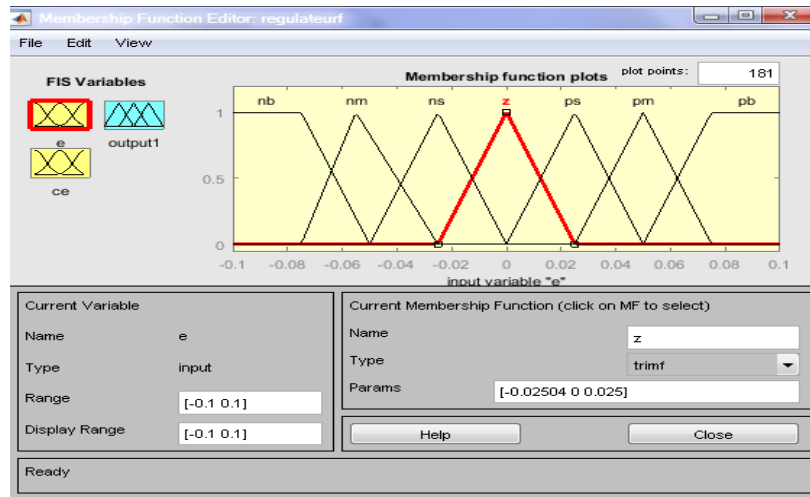 Membership Function Editor: regulateurf
File Edit View
FIS Variables
Membership function plots
plot points: 181
nb nm ns z ps pm pb
1
0.5
0
-0.1 -0.08 -0.06 -0.04 -0.02 0 0.02 0.04 0.06 0.08 0.1
input variable "e"
e
output1
ce
Current Variable
Name e
Type input
Range [-0.1 0.1]
Display Range [-0.1 0.1]
Current Membership Function (click on MF to select)
Name z
Type trimf
Params [-0.02504 0 0.025]
Help Close
Ready